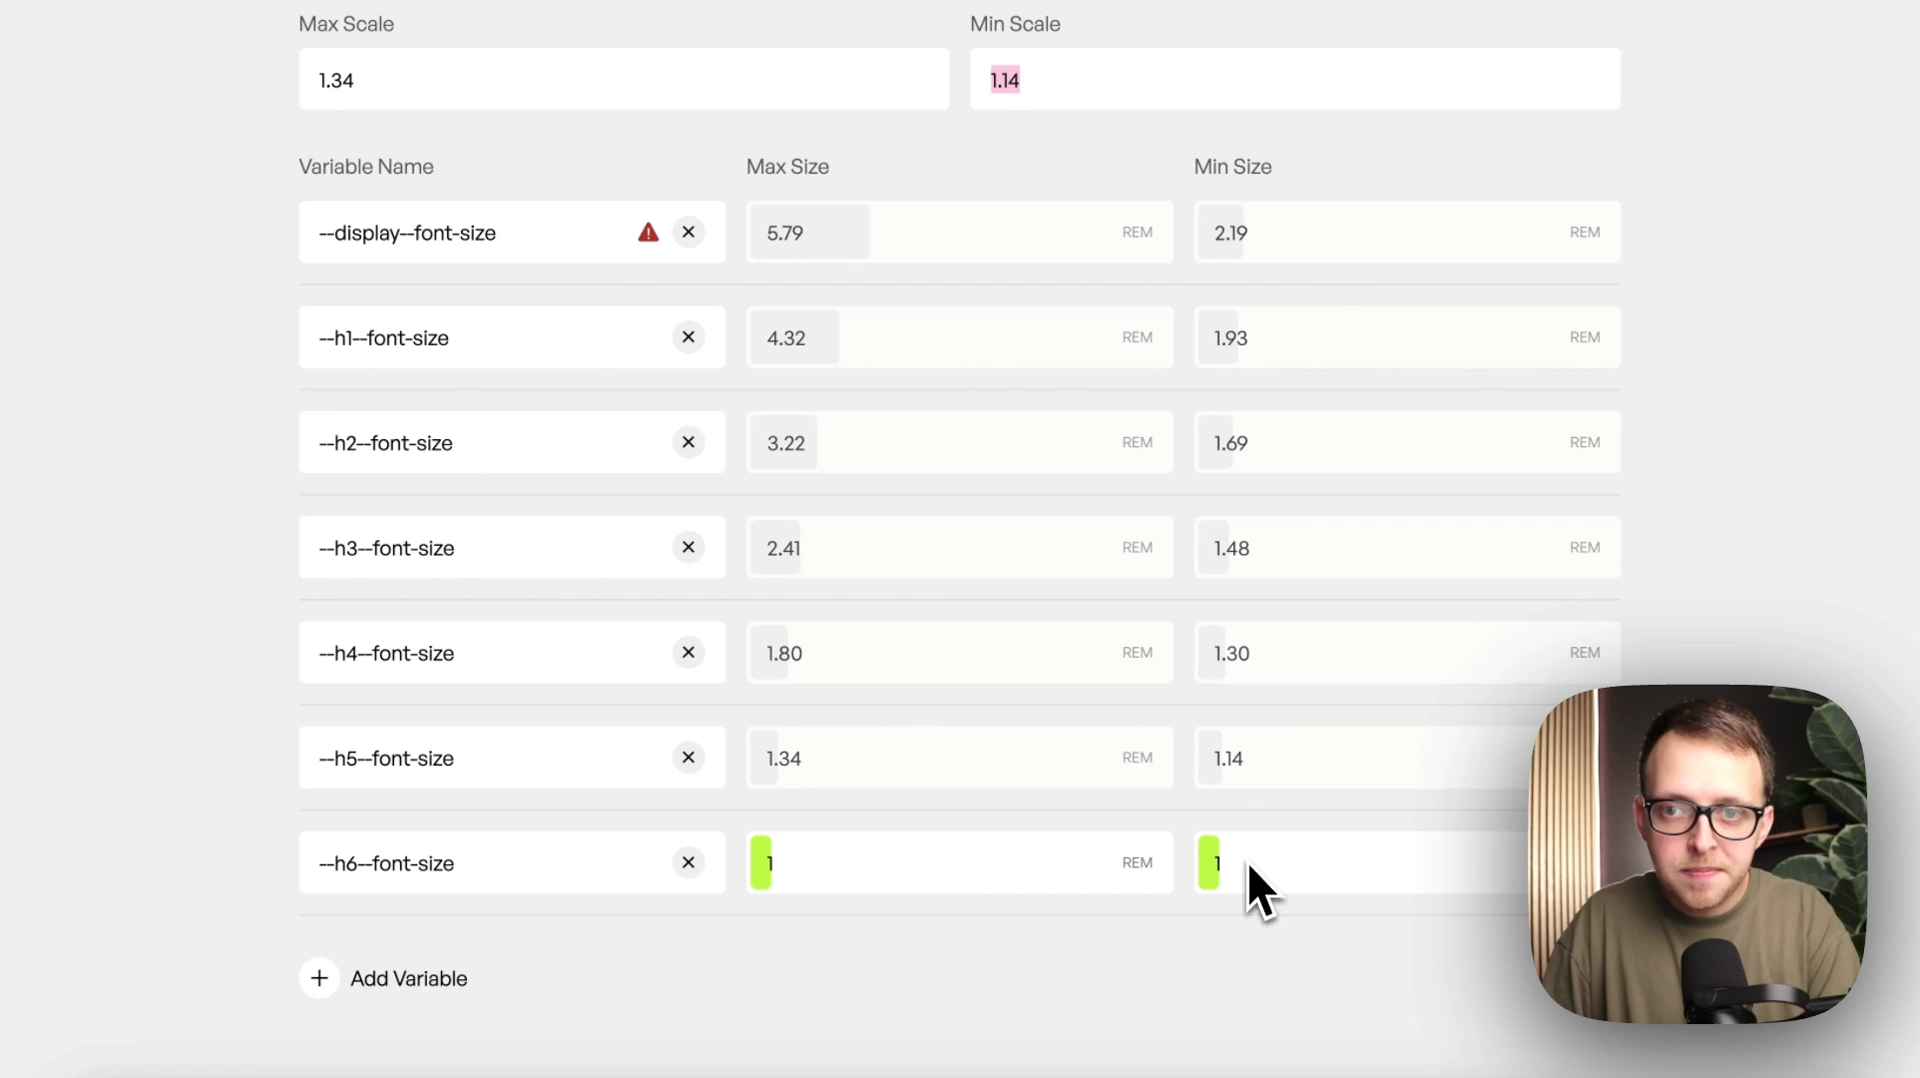 Max Scale
Min Scale
1.34
1.14
Variable Name
Max Size
Min Size
--display--font-size
5.79
REM
2.19
REM
--h1--font-size
4.32
REM
1.93
REM
--h2--font-size
3.22
REM
1.69
REM
--h3--font-size
2.41
REM
1.48
REM
--h4--font-size
1.80
REM
1.30
REM
--h5--font-size
1.34
REM
1.14
--h6--font-size
1
REM
1
Add Variable